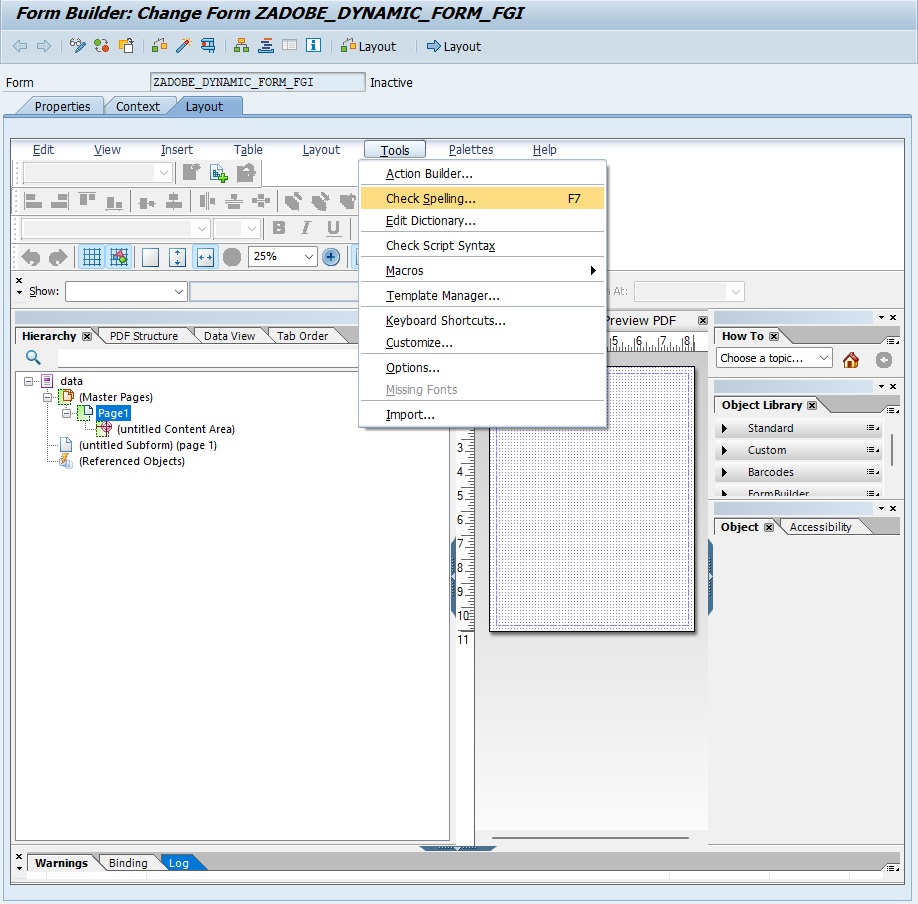 Form Builder: Change Form ZADOBE_DYNAMIC_FORM_FGI
Layout Layout
Form ZADOBE_DYNAMIC_FORM_FGI Inactive
Properties Context Layout
Edit View Insert Table Layout Tools Palettes Help
Action Builder...
Check Spelling... F7
Edit Dictionary...
Check Script Syntax
Macros
Template Manager...
Keyboard Shortcuts...
Customize...
Options...
Missing Fonts
Import...
B I U
25%
Show: At:
Hierarchy PDF Structure Data View Tab Order
Preview PDF
5 6 7 8
How To
Choose a topic...
data
(Master Pages)
Page1
(untitled Content Area)
(untitled Subform) (page 1)
(Referenced Objects)
Object Library
Standard
Custom
Barcodes
FormBuilder
3
4
5
6
7
8
9
10
11
Object Accessibility
Warnings Binding Log